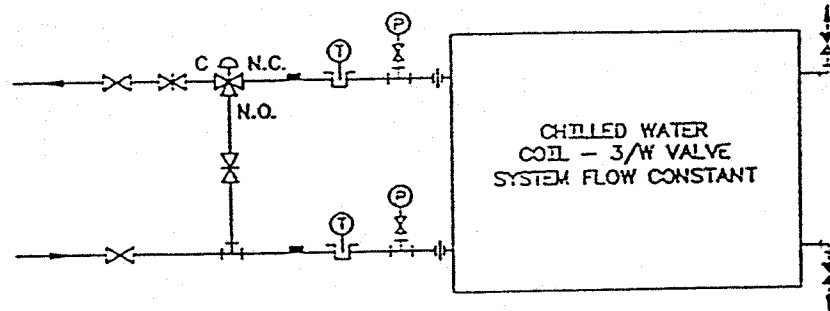 P
T
C N.C.
N.O.
CHILLED WATER
COIL – 3/W VALVE
SYSTEM FLOW CONSTANT
P
T